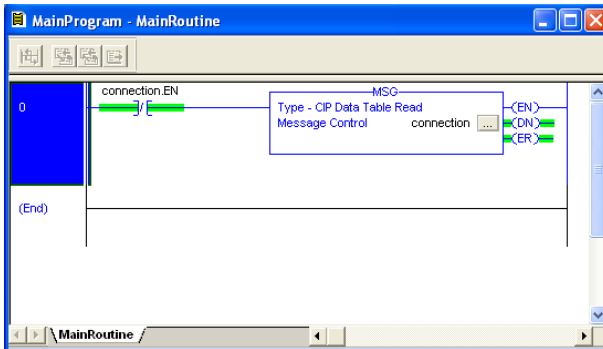 MainProgram - MainRoutine
connection.EN
MSG
0
Type - CIP Data Table Read
EN
Message Control connection ...
DN
ER
(End)
MainRoutine